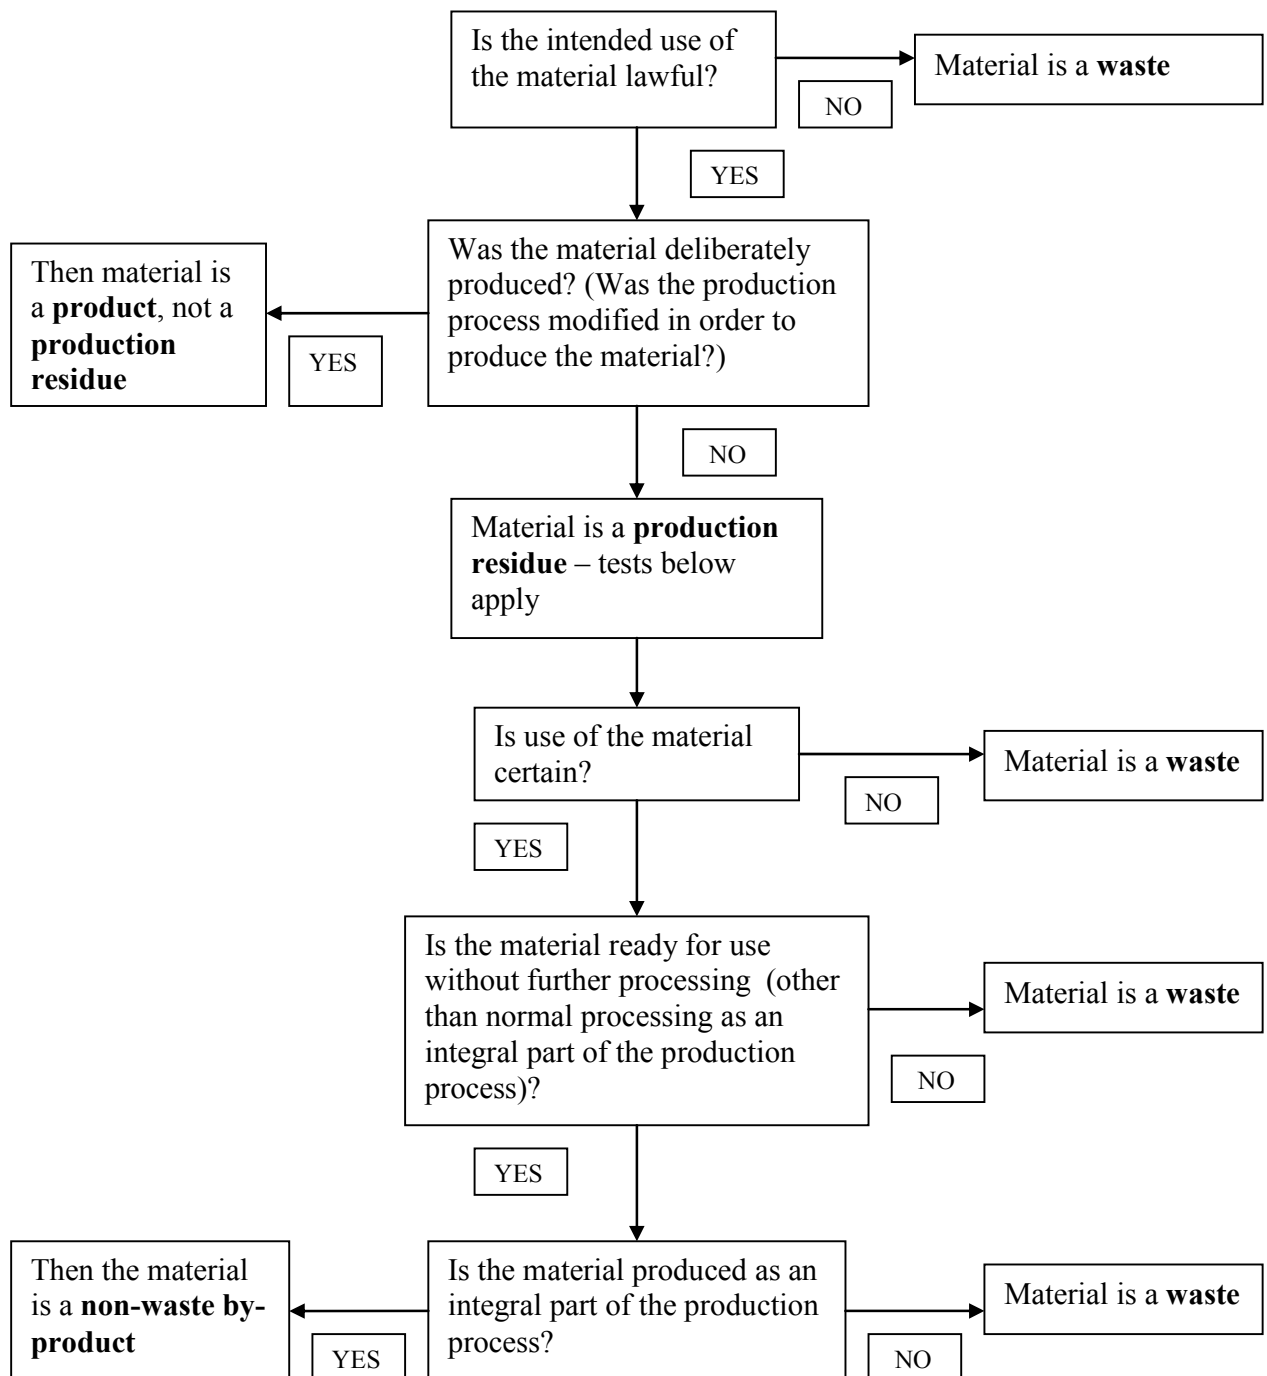 Is the intended use of
the material lawful?
Material is a waste
NO
YES
Was the material deliberately
produced? (Was the production
process modified in order to
produce the material?)
Then material is
a product, not a
production
residue
YES
NO
Material is a production
residue – tests below
apply
Is use of the material
certain?
Material is a waste
NO
YES
Is the material ready for use
without further processing (other
than normal processing as an
integral part of the production
process)?
Material is a waste
NO
YES
Then the material
is a non-waste by-
product
YES
Is the material produced as an
integral part of the production
process?
Material is a waste
NO